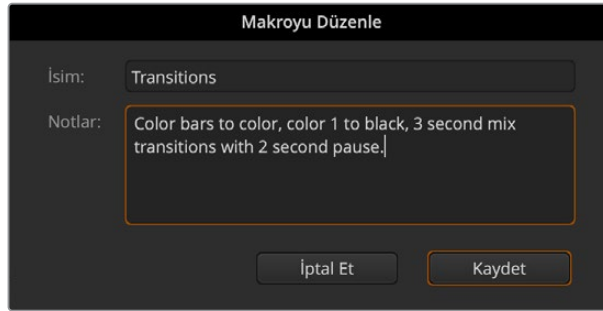 Makroyu Düzenle
İsim: Transitions
Notlar: Color bars to color, color 1 to black, 3 second mix
transitions with 2 second pause.
İptal Et Kaydet